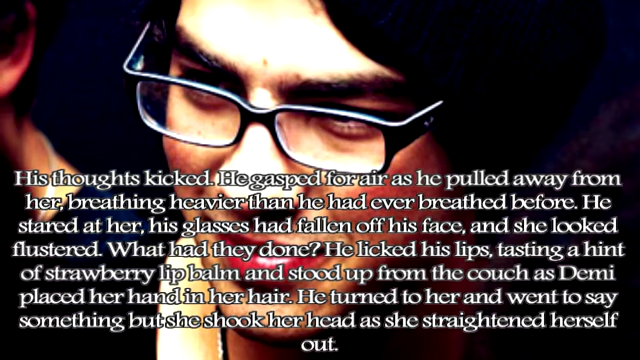 His thoughts kicked. He gasped for air as he pulled away from
her, breathing heavier than he had ever breathed before. He
stared at her, his glasses had fallen off his face, and she looked
flustered. What had they done? He licked his lips, tasting a hint
of strawberry lip balm and stood up from the couch as Demi
placed her hand in her hair. He turned to her and went to say
something but she shook her head as she straightened herself
out.